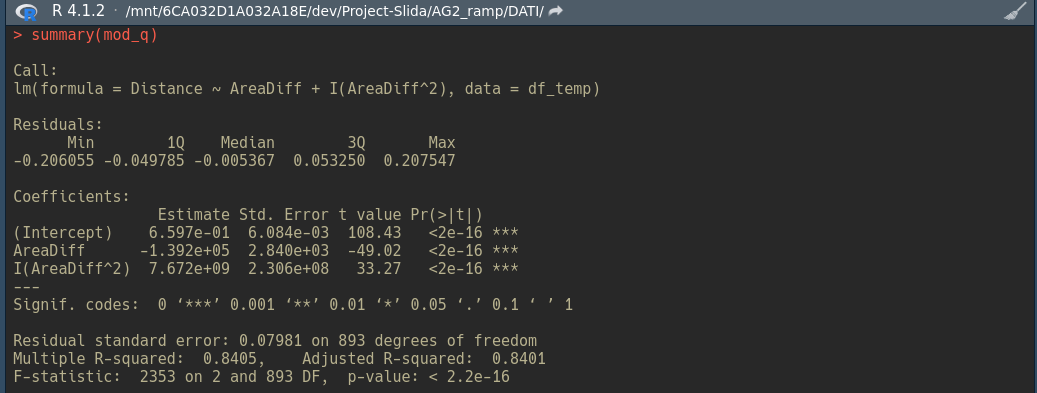 R 4.1.2 · /mnt/6CA032D1A032A18E/dev/Project-Slida/AG2_ramp/DATI/
> summary(mod_q)
Call:
lm(formula = Distance ~ AreaDiff + I(AreaDiff^2), data = df_temp)
Residuals:
      Min        1Q    Median        3Q       Max
-0.206055 -0.049785 -0.005367  0.053250  0.207547
Coefficients:
                Estimate Std. Error t value Pr(>|t|)
(Intercept)    6.597e-01  6.084e-03  108.43   <2e-16 ***
AreaDiff      -1.392e+05  2.840e+03  -49.02   <2e-16 ***
I(AreaDiff^2)  7.672e+09  2.306e+08   33.27   <2e-16 ***
---
Signif. codes:  0 ‘***’ 0.001 ‘**’ 0.01 ‘*’ 0.05 ‘.’ 0.1 ‘ ’ 1
Residual standard error: 0.07981 on 893 degrees of freedom
Multiple R-squared:  0.8405,    Adjusted R-squared:  0.8401
F-statistic:  2353 on 2 and 893 DF,  p-value: < 2.2e-16